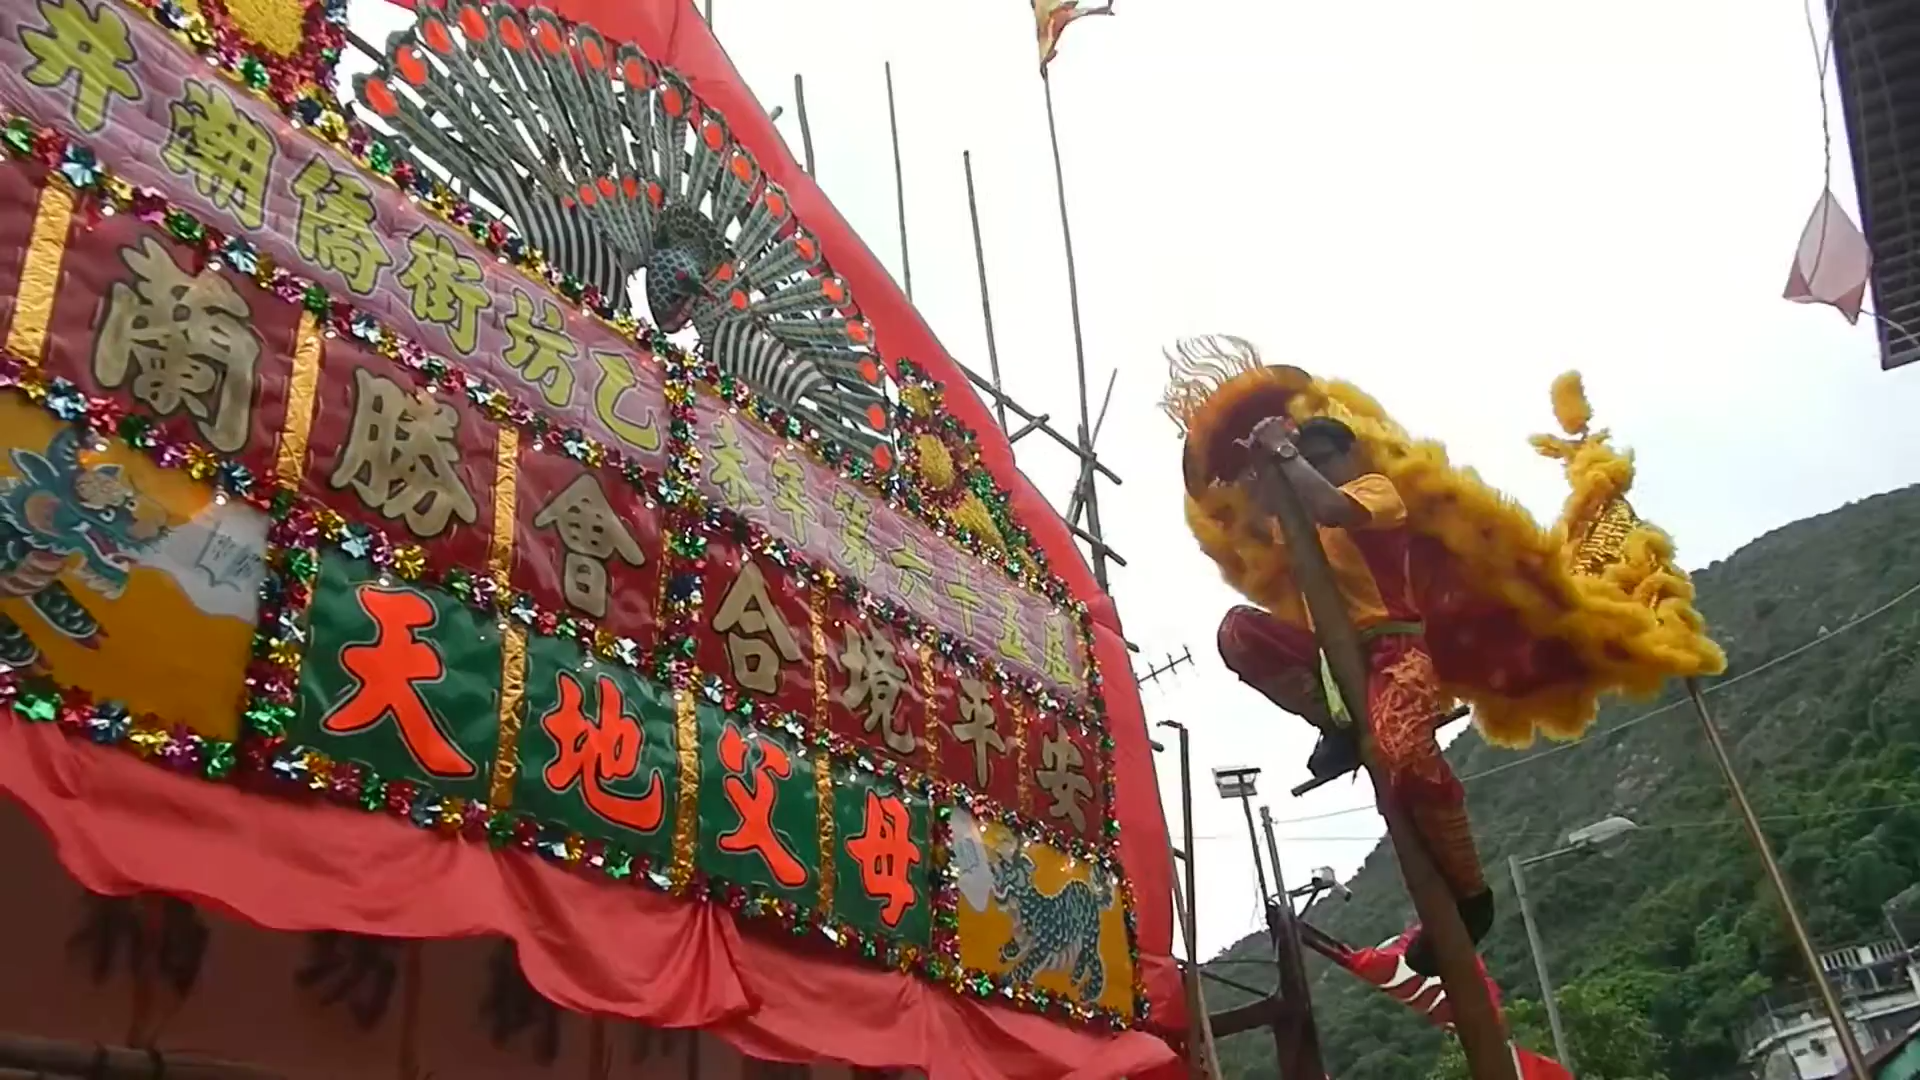 井潮僑街坊乙未年第六十五屆
蘭勝會合境平安
天地父母